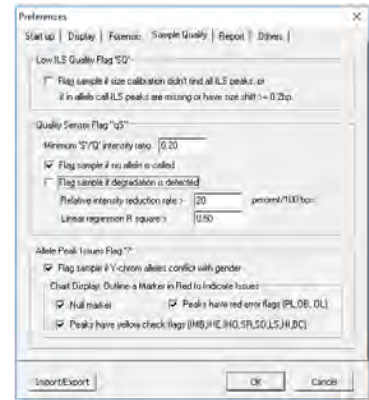 Preferences
Start up | Display | Forensic | Sample Quality | Report | Others
Low ILS Quality Flag "SQ"
Flag sample if size calibration didn't find all ILS peaks, or
if in allele call ILS peaks are missing or have size shift >= 0.2bp.
Quality Sensor Flag "qS"
Minimum 'S'/'Q' intensity ratio 0.20
Flag sample if no allele is called
Flag sample if degradation is detected
Relative intensity reduction rate > 20 percent/100 bps
Linear regression R square > 0.50
Allele Peak Issues Flag "?"
Flag sample if Y-chrom alleles conflict with gender
Chart Display: Outline a Marker in Red to Indicate Issues
Null marker Peaks have red error flags (PL, OB, OL)
Peaks have yellow check flags (IMB,IHE,IHO,SR,SO,LS,HI,BC)
Import/Export OK Cancel